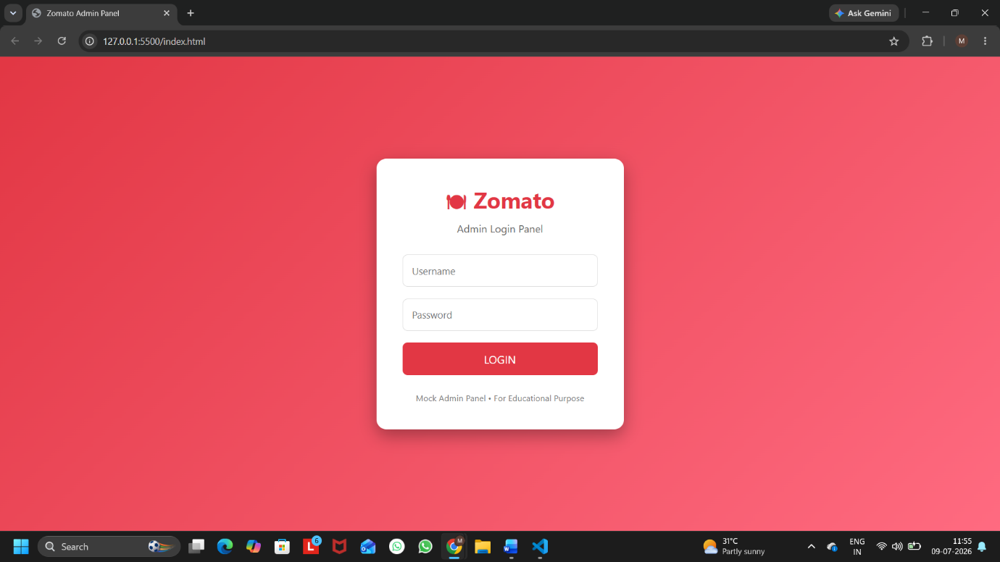 Zomato Admin Panel
Ask Gemini
127.0.0.1:5500/index.html
M
Zomato
Admin Login Panel
Username
Password
LOGIN
Mock Admin Panel • For Educational Purpose
Search
L
6
M
W
31°C
Partly sunny
ENG
IN
11:55
09-07-2026